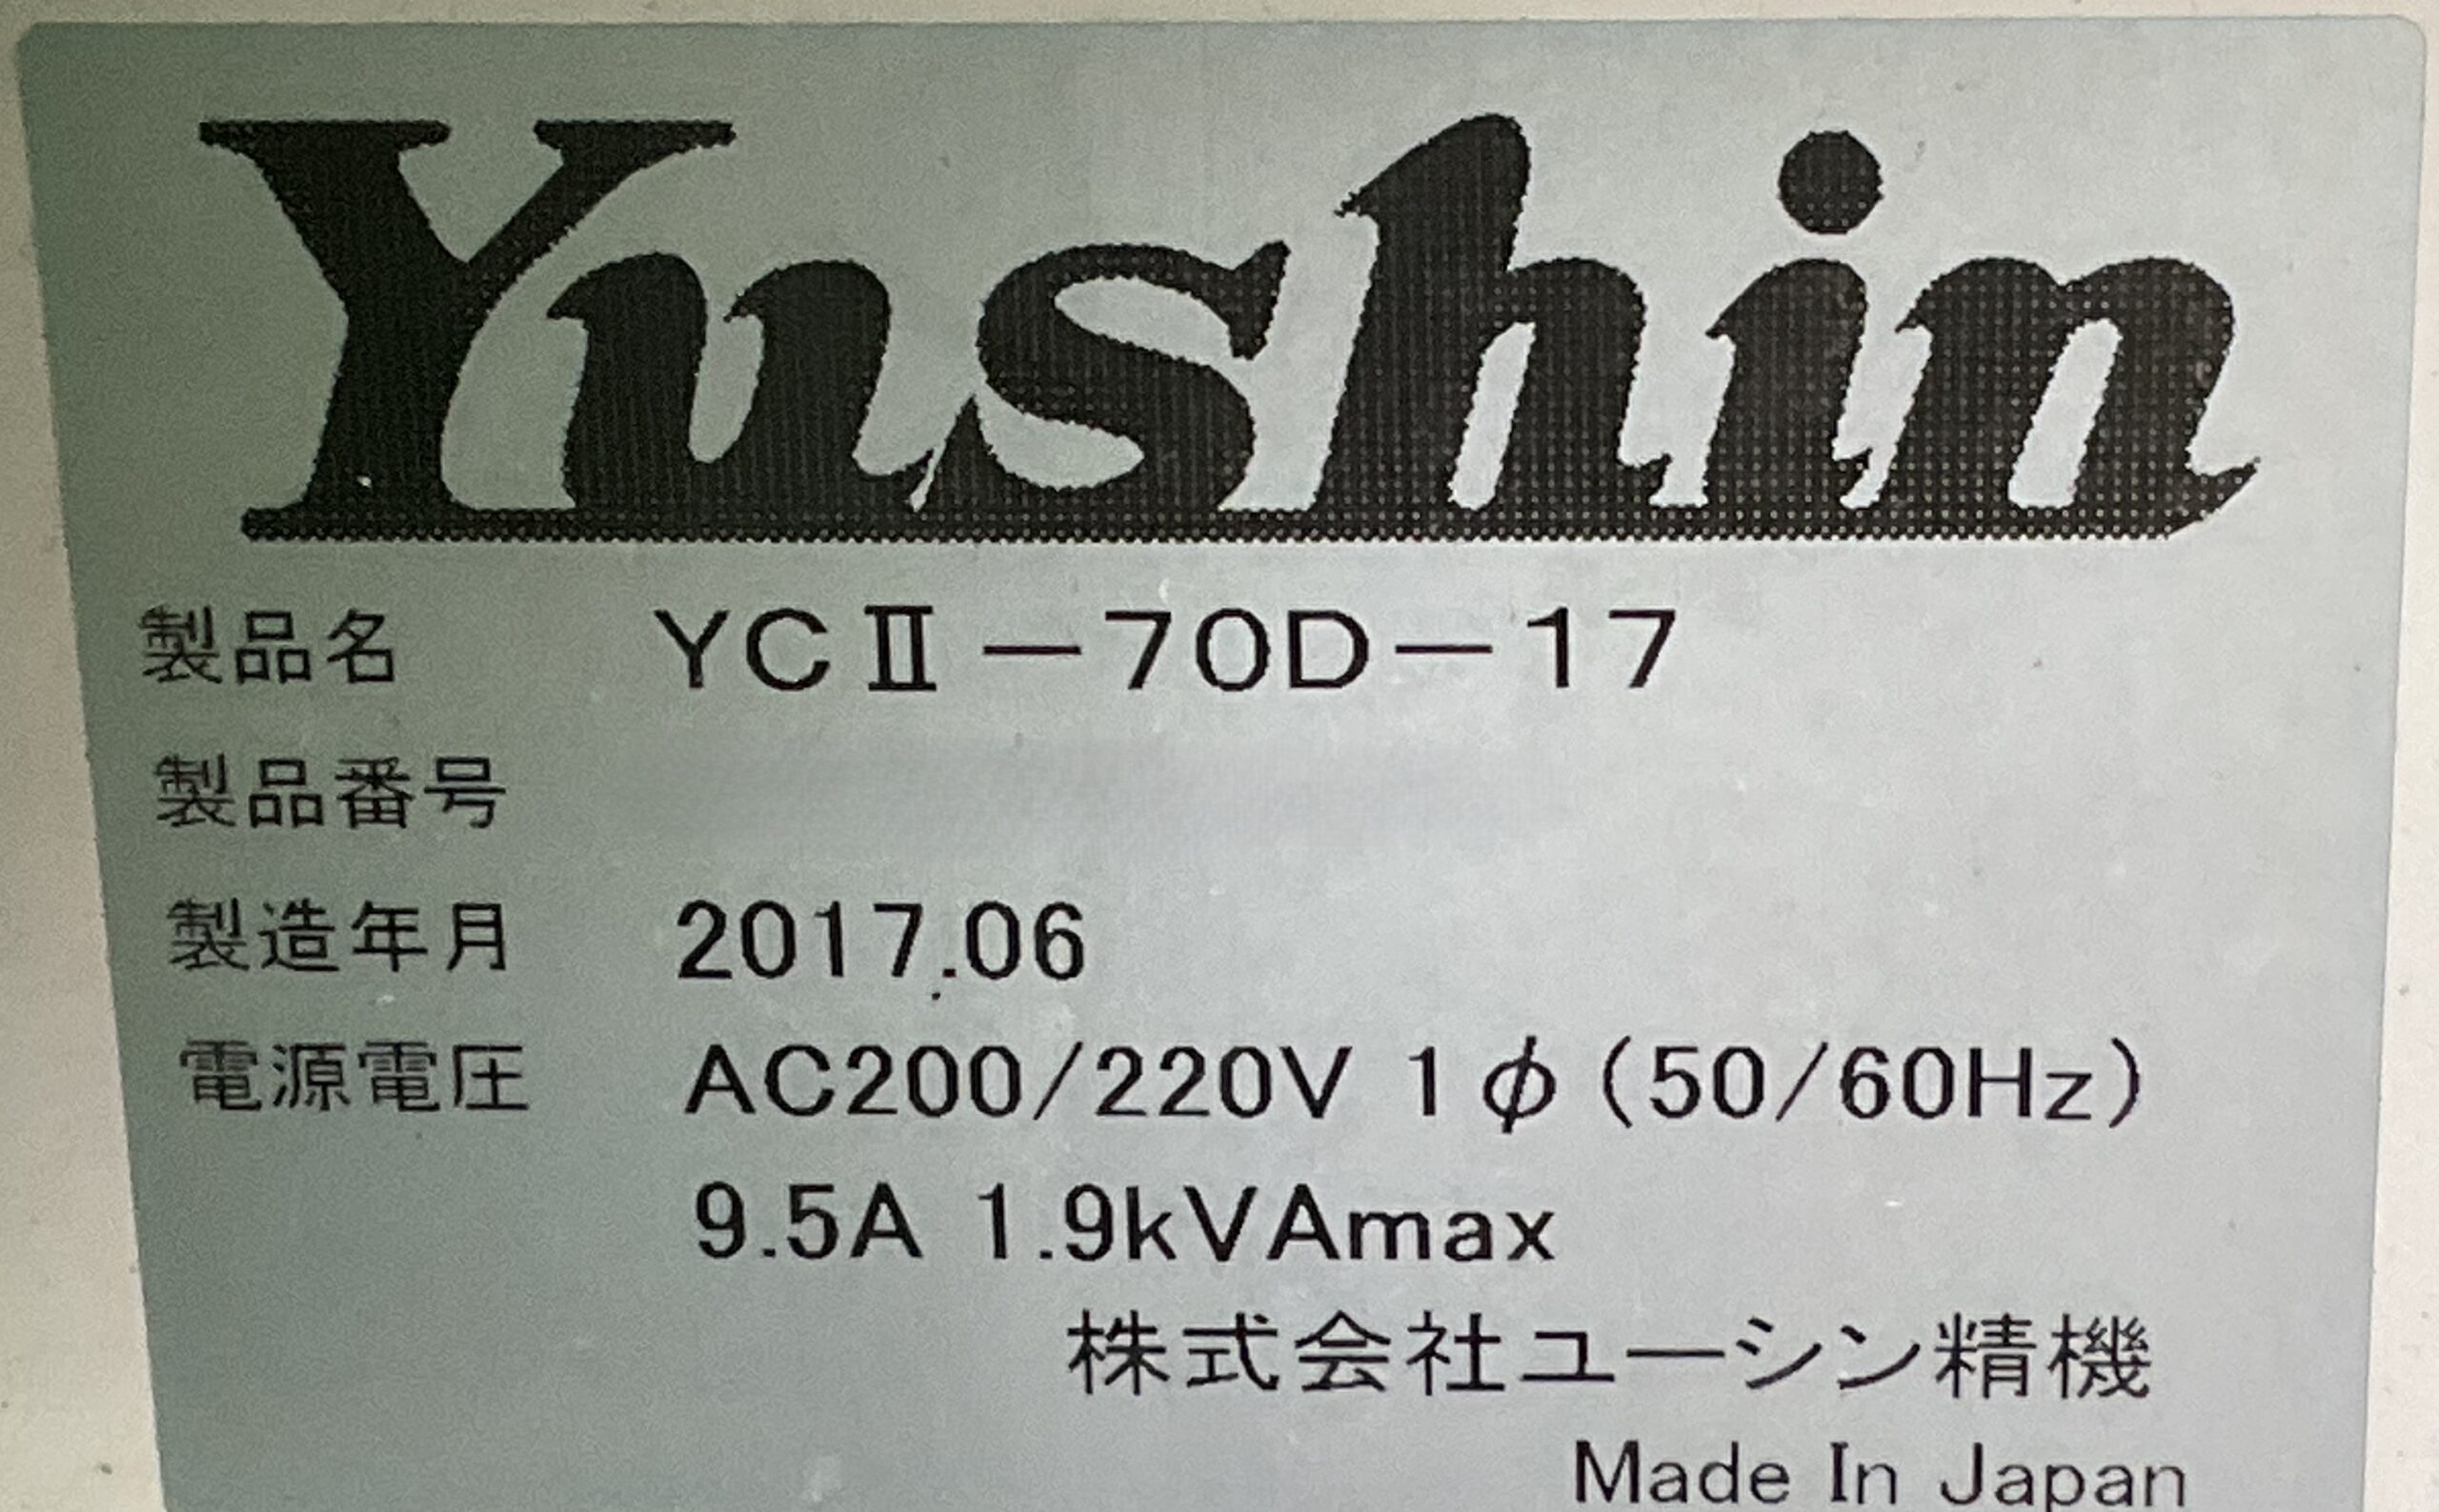 Yushin
製品名 YCⅡ－70D－17
製品番号
製造年月 2017.06
電源電圧 AC200/220V 1φ(50/60Hz)
9.5A 1.9kVAmax
株式会社ユーシン精機
Made In Japan